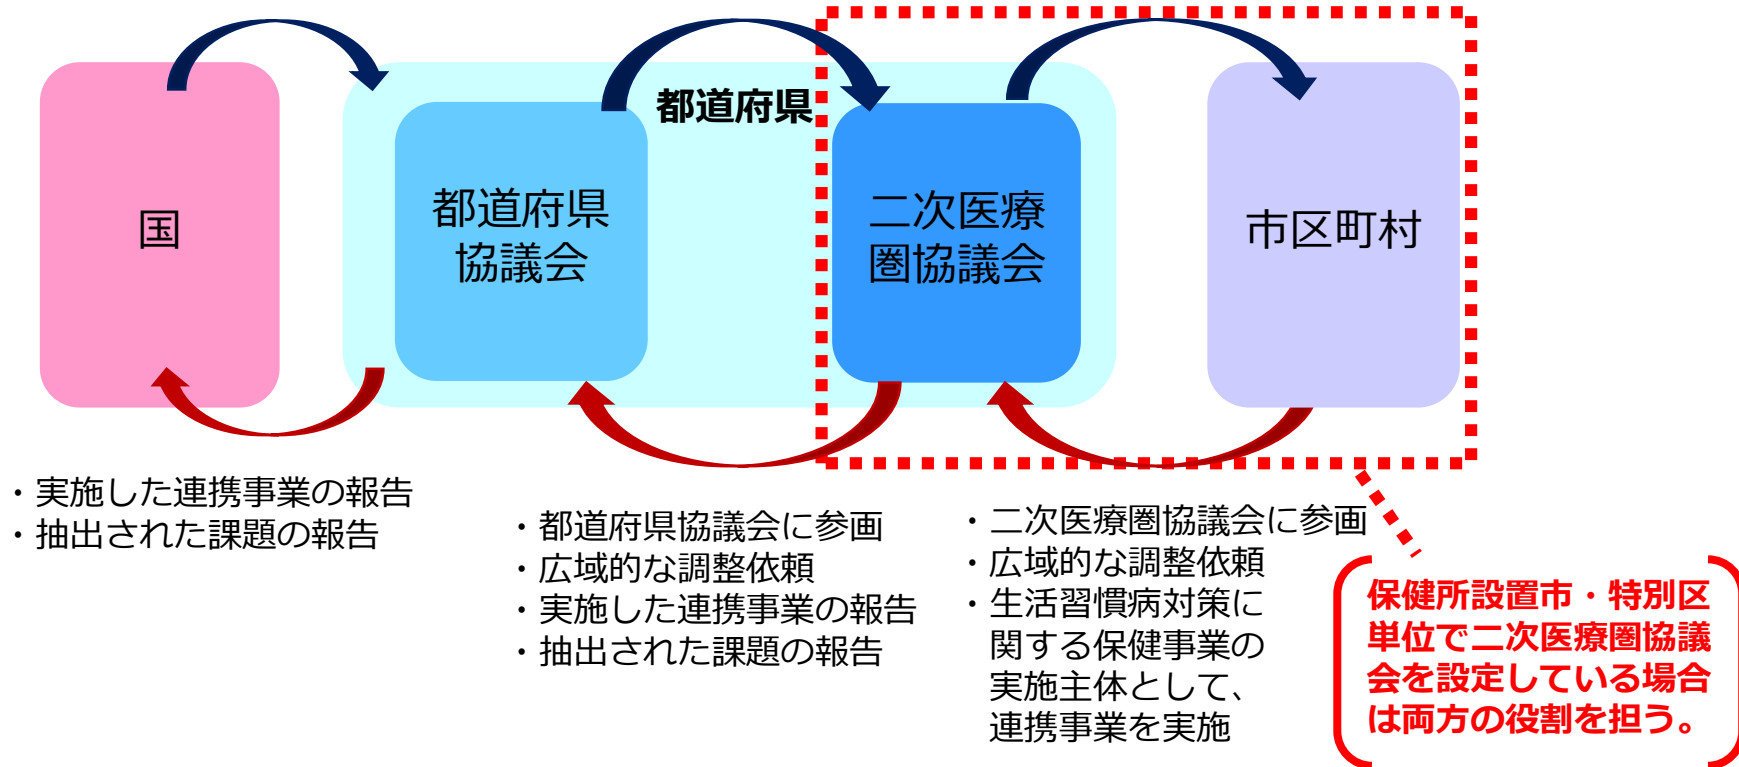 都道府県
国
都道府県
協議会
二次医療
圏協議会
市区町村
・実施した連携事業の報告
・抽出された課題の報告
・都道府県協議会に参画
・広域的な調整依頼
・実施した連携事業の報告
・抽出された課題の報告
・二次医療圏協議会に参画
・広域的な調整依頼
・生活習慣病対策に
関する保健事業の
実施主体として、
連携事業を実施
保健所設置市・特別区
単位で二次医療圏協議
会を設定している場合
は両方の役割を担う。